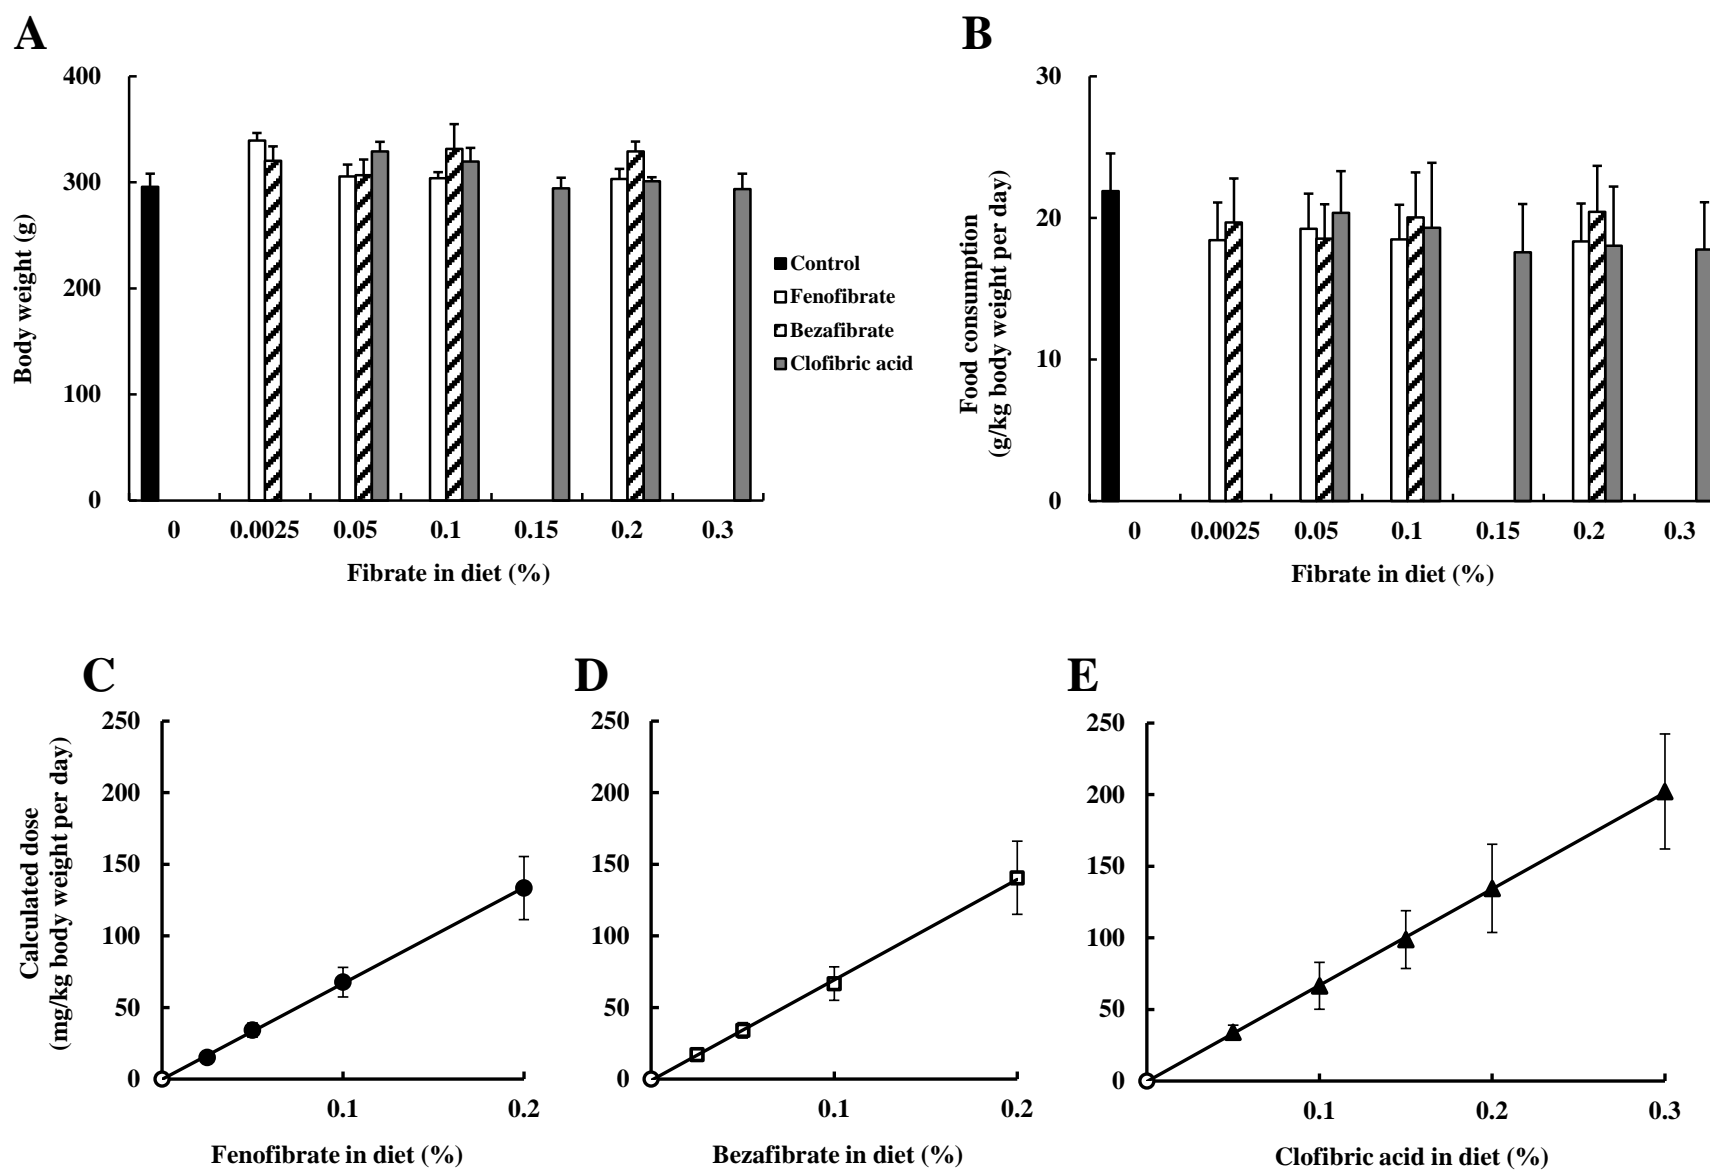 A
B
400
300
200
100
0
Body weight (g)
0 0.0025 0.05 0.1 0.15 0.2 0.3
Fibrate in diet (%)
Control
Fenofibrate
Bezafibrate
Clofibric acid
30
20
10
0
Food consumption
(g/kg body weight per day)
0 0.0025 0.05 0.1 0.15 0.2 0.3
Fibrate in diet (%)
C
D
E
Calculated dose
(mg/kg body weight per day)
250
200
150
100
50
0
0.1 0.2
Fenofibrate in diet (%)
250
200
150
100
50
0
0.1 0.2
Bezafibrate in diet (%)
250
200
150
100
50
0
0.1 0.2 0.3
Clofibric acid in diet (%)